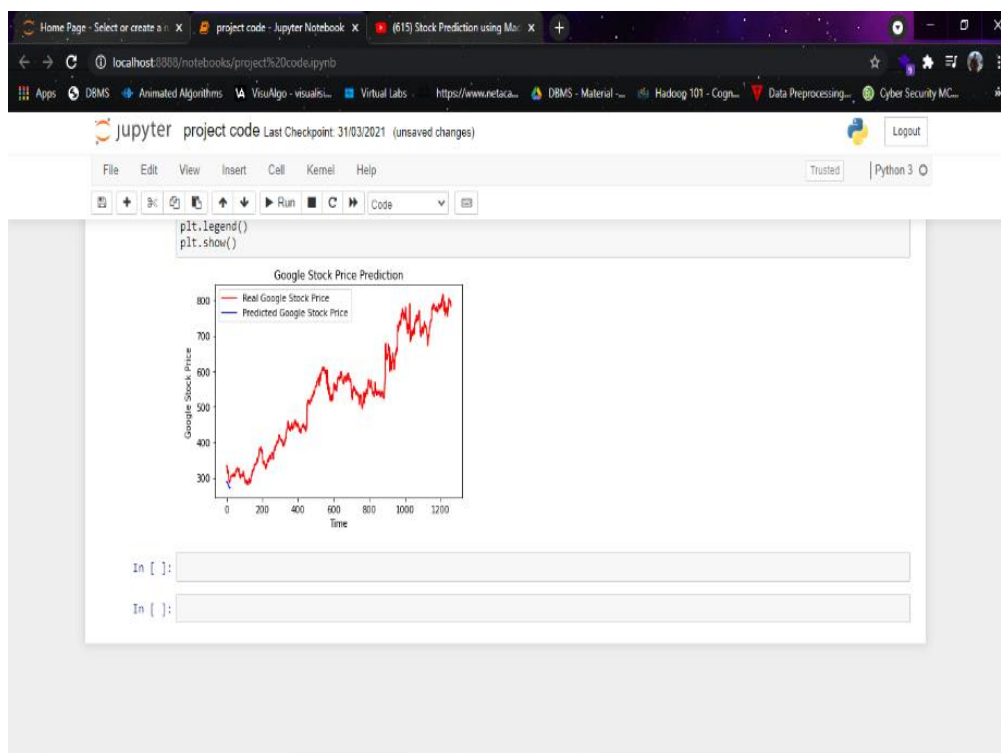 Home Page - Select or create a n
project code - Jupyter Notebook
(615) Stock Prediction using Mac
localhost:8888/notebooks/project%20code.ipynb
Apps DBMS Animated Algorithms VisuAlgo - visualisi... Virtual Labs https://www.netaca... DBMS - Material -... Hadoop 101 - Cogn... Data Preprocessing... Cyber Security MC...
jupyter project code Last Checkpoint: 31/03/2021 (unsaved changes) Logout
File Edit View Insert Cell Kernel Help Trusted Python 3
Run Code
plt.legend()
plt.show()
Google Stock Price Prediction
Real Google Stock Price
Predicted Google Stock Price
Google Stock Price
800
700
600
500
400
300
0 200 400 600 800 1000 1200
Time
In [ ]:
In [ ]: